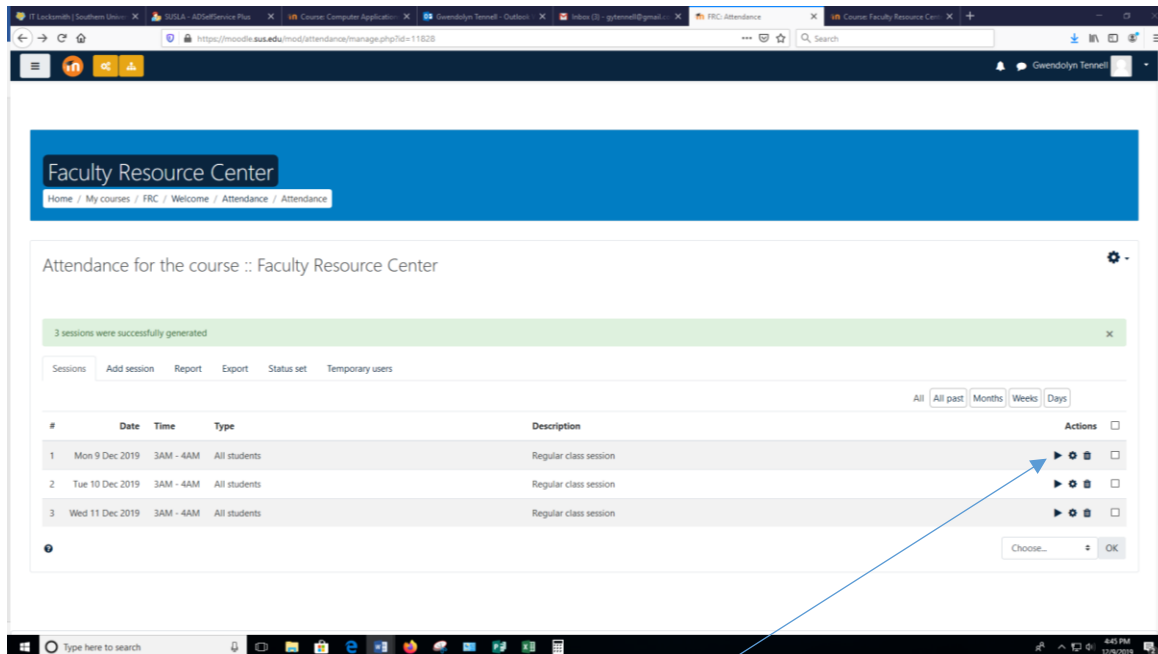 IT Locksmith | Southern Univer
SUSLA - ADSelfService Plus
Course: Computer Application
Gwendolyn Tennell - Outlook
Inbox (3) - gytennell@gmail.c
FRC: Attendance
Course: Faculty Resource Cent
https://moodle.sus.edu/mod/attendance/manage.php?id=11828
Search
Gwendolyn Tennell
Faculty Resource Center
Home / My courses / FRC / Welcome / Attendance / Attendance
Attendance for the course :: Faculty Resource Center
3 sessions were successfully generated
Sessions Add session Report Export Status set Temporary users
All All past Months Weeks Days
# Date Time Type Description Actions
1 Mon 9 Dec 2019 3AM - 4AM All students Regular class session
2 Tue 10 Dec 2019 3AM - 4AM All students Regular class session
3 Wed 11 Dec 2019 3AM - 4AM All students Regular class session
Choose... OK
Type here to search
4:45 PM
12/9/2019